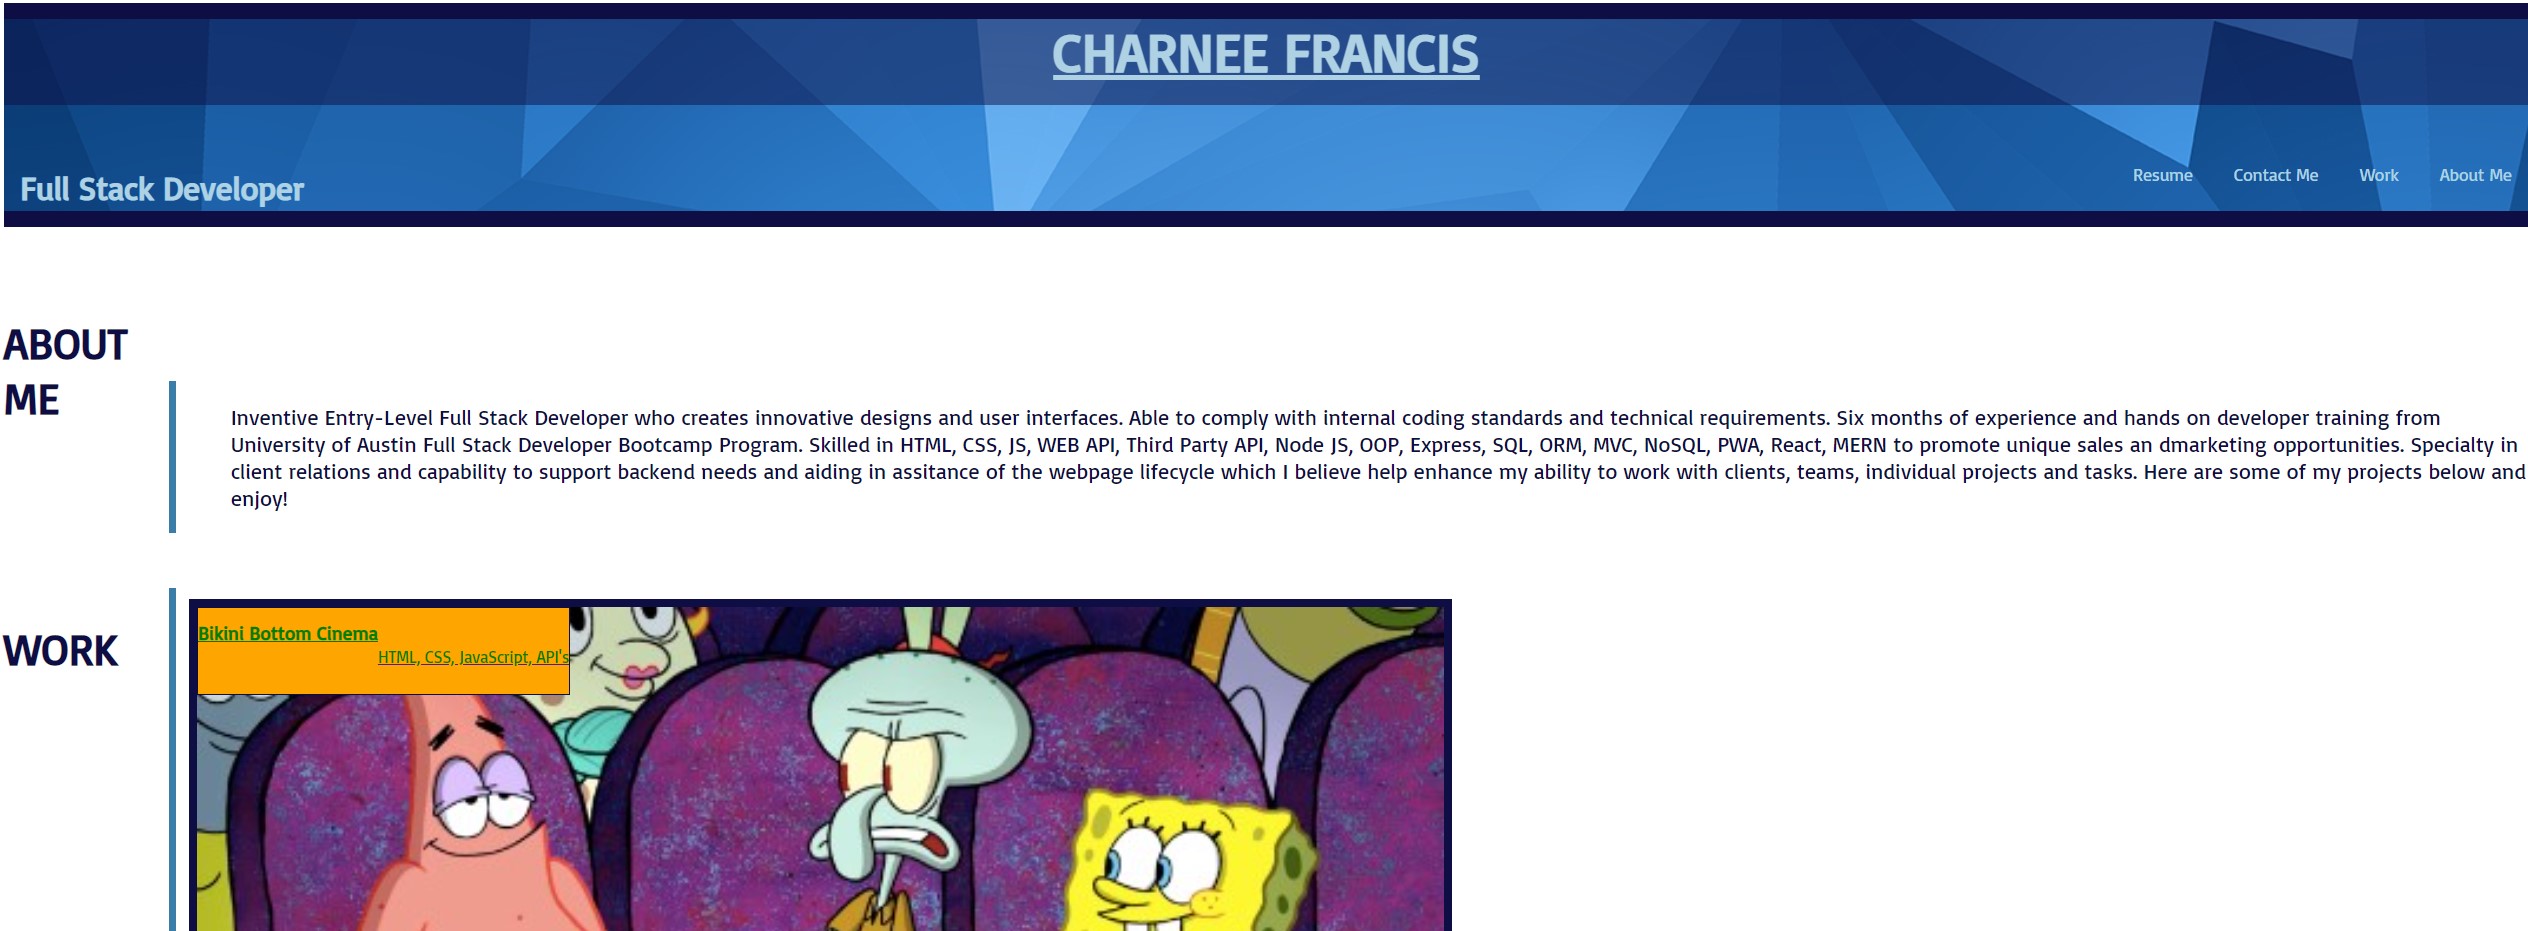 CHARNEE FRANCIS
Full Stack Developer
Resume Contact Me Work About Me
ABOUT
ME
Inventive Entry-Level Full Stack Developer who creates innovative designs and user interfaces. Able to comply with internal coding standards and technical requirements. Six months of experience and hands on developer training from
University of Austin Full Stack Developer Bootcamp Program. Skilled in HTML, CSS, JS, WEB API, Third Party API, Node JS, OOP, Express, SQL, ORM, MVC, NoSQL, PWA, React, MERN to promote unique sales an dmarketing opportunities. Specialty in
client relations and capability to support backend needs and aiding in assitance of the webpage lifecycle which I believe help enhance my ability to work with clients, teams, individual projects and tasks. Here are some of my projects below and
enjoy!
WORK
Bikini Bottom Cinema
HTML, CSS, JavaScript, API's